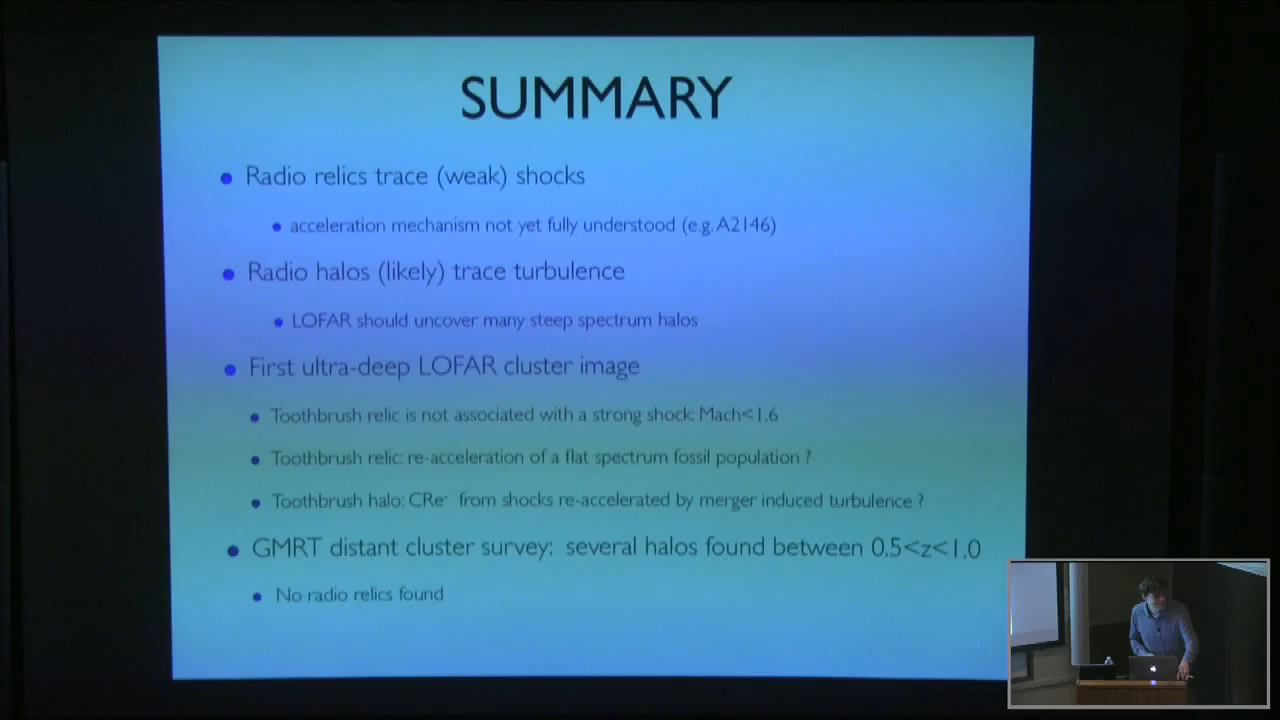 SUMMARY
Radio relics trace (weak) shocks
acceleration mechanism not yet fully understood (e.g. A2146)
Radio halos (likely) trace turbulence
LOFAR should uncover many steep spectrum halos
First ultra-deep LOFAR cluster image
Toothbrush relic is not associated with a strong shock: Mach<1.6
Toothbrush relic: re-acceleration of a flat spectrum fossil population ?
Toothbrush halo: CRe⁻ from shocks re-accelerated by merger induced turbulence ?
GMRT distant cluster survey: several halos found between 0.5<z<1.0
No radio relics found